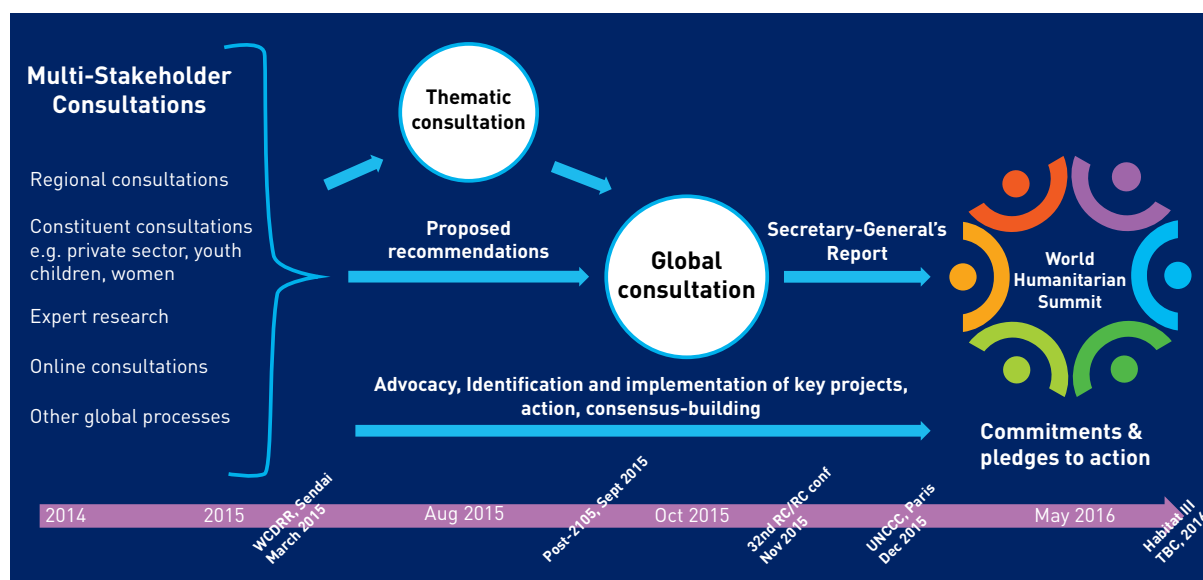 Multi-Stakeholder
Consultations
Regional consultations
Constituent consultations
e.g. private sector, youth
children, women
Expert research
Online consultations
Other global processes
Thematic
consultation
Proposed
recommendations
Global
consultation
Secretary-General's
Report
World
Humanitarian
Summit
Advocacy, Identification and implementation of key projects,
action, consensus-building
Commitments &
pledges to action
2014
2015
WCDRR, Sendai
March 2015
Aug 2015
Post-2105, Sept 2015
Oct 2015
32nd RC/RC conf
Nov 2015
UNCCC, Paris
Dec 2015
May 2016
Habitat III
TBC, 2016